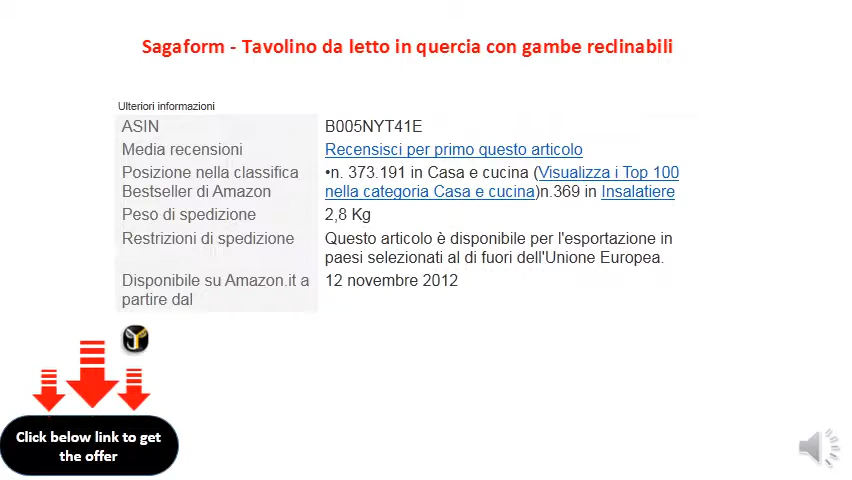 Sagaform - Tavolino da letto in quercia con gambe reclinabili
Ulteriori informazioni
ASIN B005NYT41E
Media recensioni Recensisci per primo questo articolo
Posizione nella classifica •n. 373.191 in Casa e cucina (Visualizza i Top 100
Bestseller di Amazon nella categoria Casa e cucina)n.369 in Insalatiere
Peso di spedizione 2,8 Kg
Restrizioni di spedizione Questo articolo è disponibile per l'esportazione in
paesi selezionati al di fuori dell'Unione Europea.
Disponibile su Amazon.it a 12 novembre 2012
partire dal
Click below link to get
the offer